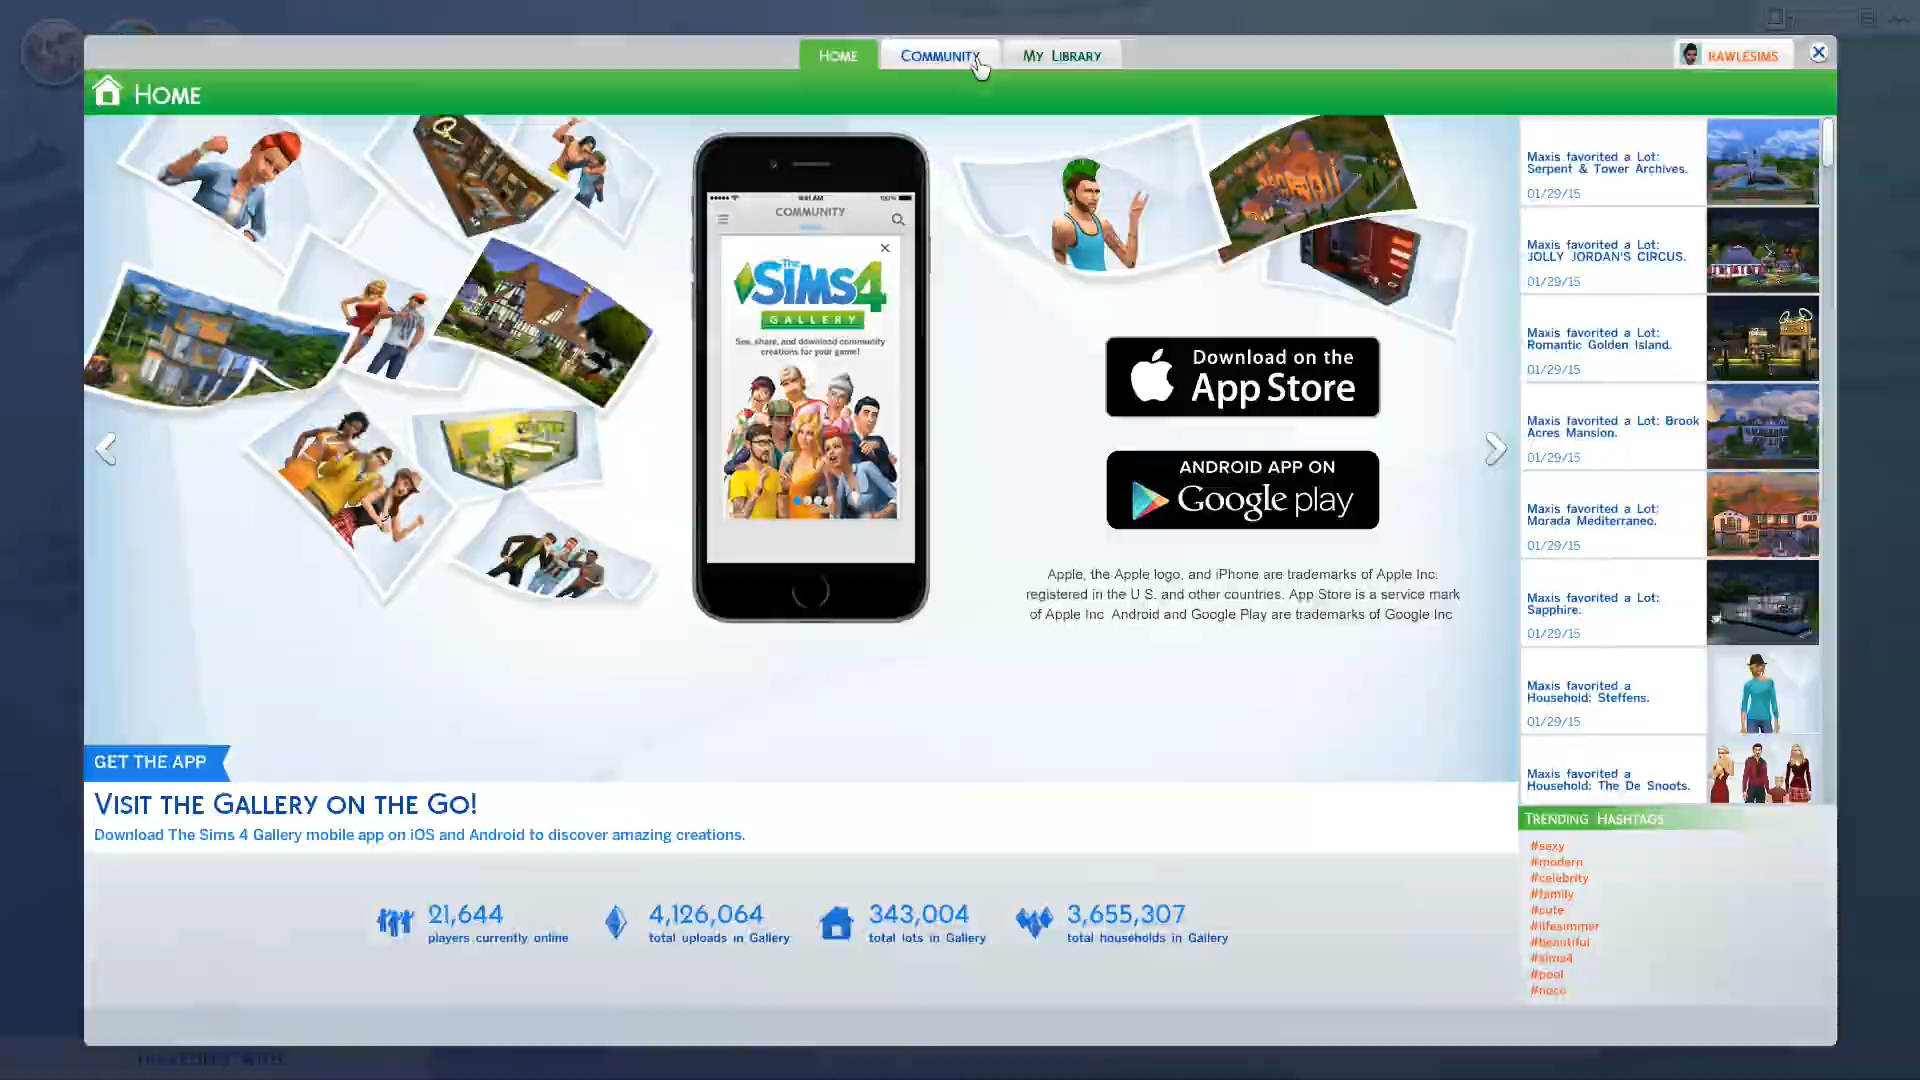 HOME
COMMUNITY
MY LIBRARY
RAWLESIMS
HOME
9:41 AM
100%
COMMUNITY
The SIMS 4
GALLERY
See, share, and download community
creations for your game!
Download on the
App Store
ANDROID APP ON
Google play
Apple, the Apple logo, and iPhone are trademarks of Apple Inc.
registered in the U S. and other countries. App Store is a service mark
of Apple Inc Android and Google Play are trademarks of Google Inc
GET THE APP
VISIT THE GALLERY ON THE GO!
Download The Sims 4 Gallery mobile app on iOS and Android to discover amazing creations.
21,644
players currently online
4,126,064
total uploads in Gallery
343,004
total lots in Gallery
3,655,307
total households in Gallery
Maxis favorited a Lot:
Serpent & Tower Archives.
01/29/15
Maxis favorited a Lot:
JOLLY JORDAN'S CIRCUS.
01/29/15
Maxis favorited a Lot:
Romantic Golden Island.
01/29/15
Maxis favorited a Lot: Brook
Acres Mansion.
01/29/15
Maxis favorited a Lot:
Morada Mediterraneo.
01/29/15
Maxis favorited a Lot:
Sapphire.
01/29/15
Maxis favorited a
Household: Steffens.
01/29/15
Maxis favorited a
Household: The De Snoots.
TRENDING HASHTAGS
#sexy
#modern
#celebrity
#family
#cute
#lifesimmer
#beautiful
#sims4
#pool
#nocc